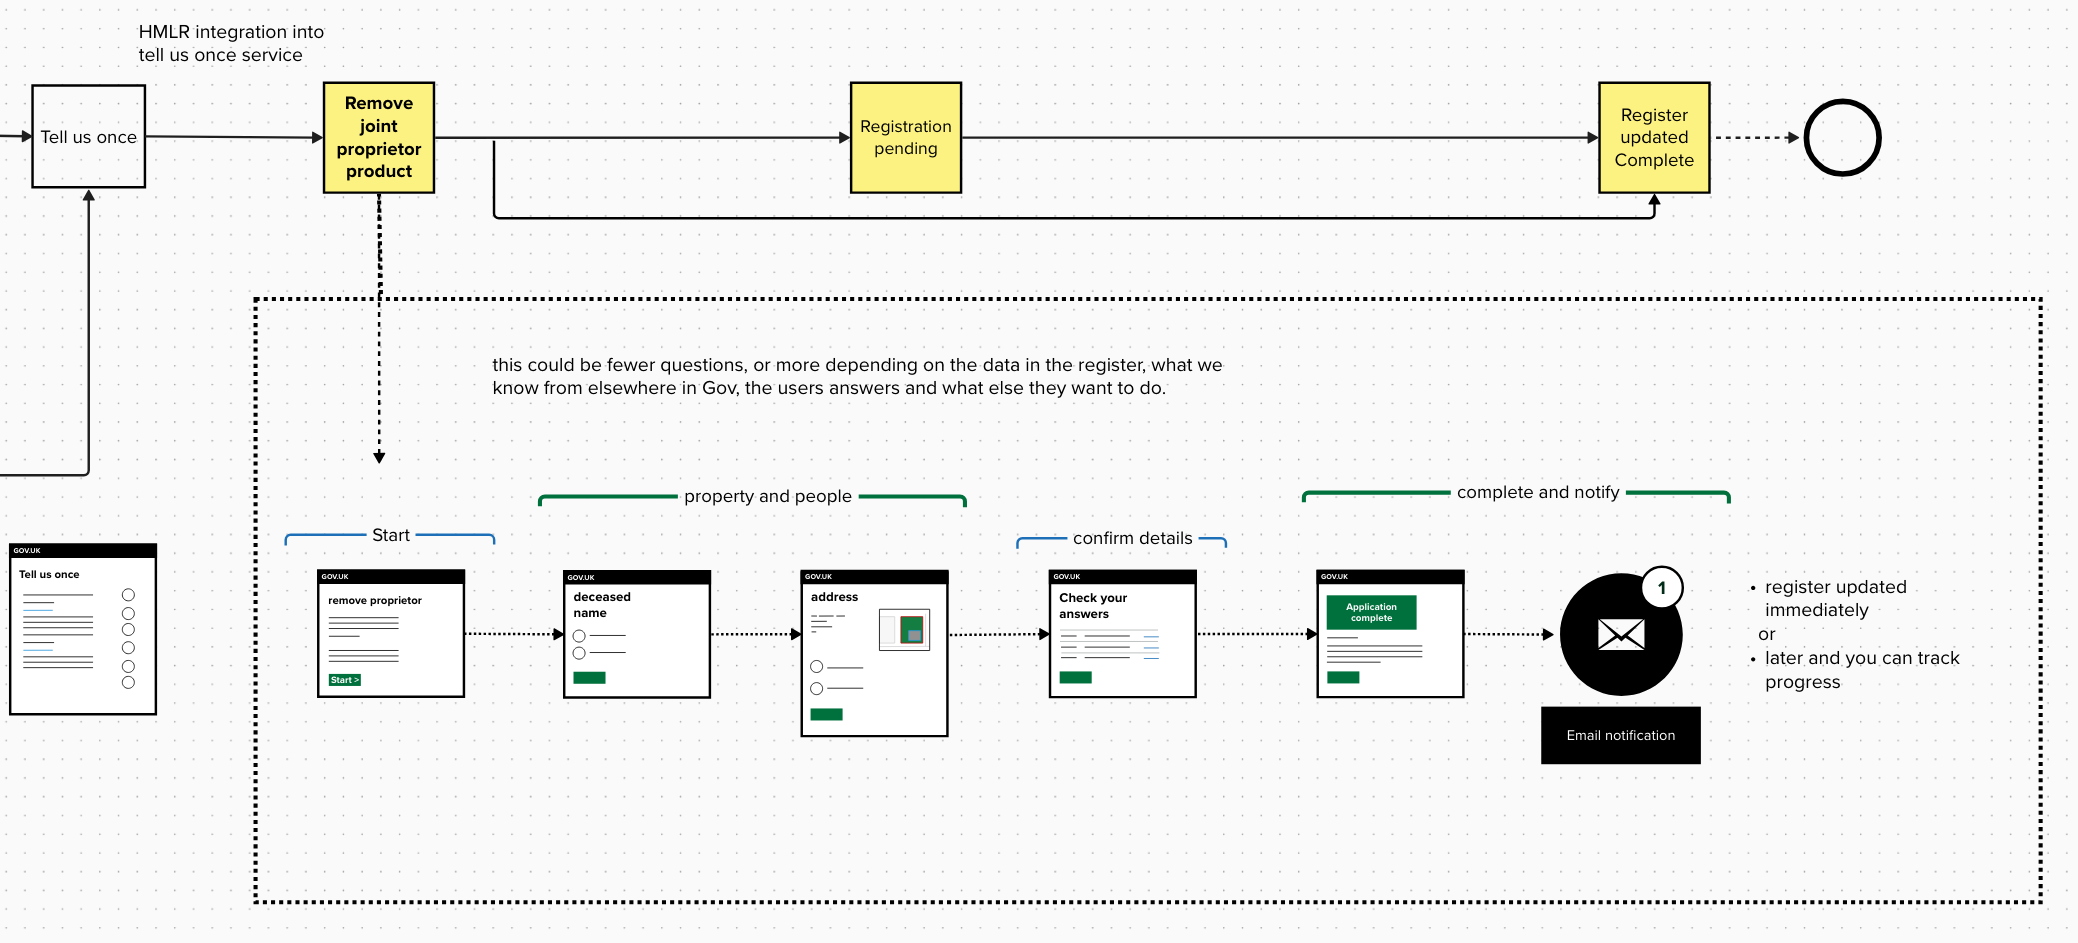 HMLR integration into
tell us once service
Tell us once
Remove
joint
proprietor
product
Registration
pending
Register
updated
Complete
this could be fewer questions, or more depending on the data in the register, what we
know from elsewhere in Gov, the users answers and what else they want to do.
Start
property and people
confirm details
complete and notify
GOV.UK
Tell us once
GOV.UK
remove proprietor
Start >
GOV.UK
deceased
name
GOV.UK
address
GOV.UK
Check your
answers
GOV.UK
Application
complete
1
Email notification
• register updated
immediately
or
• later and you can track
progress